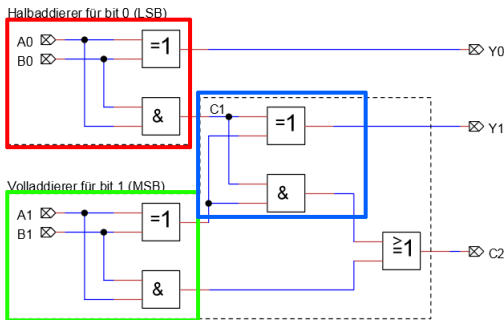 Halbaddierer für bit 0 (LSB)
A0
B0
=1
Y0
&
C1
=1
Y1
Volladdierer für bit 1 (MSB)
A1
B1
=1
&
≧1
C2
&